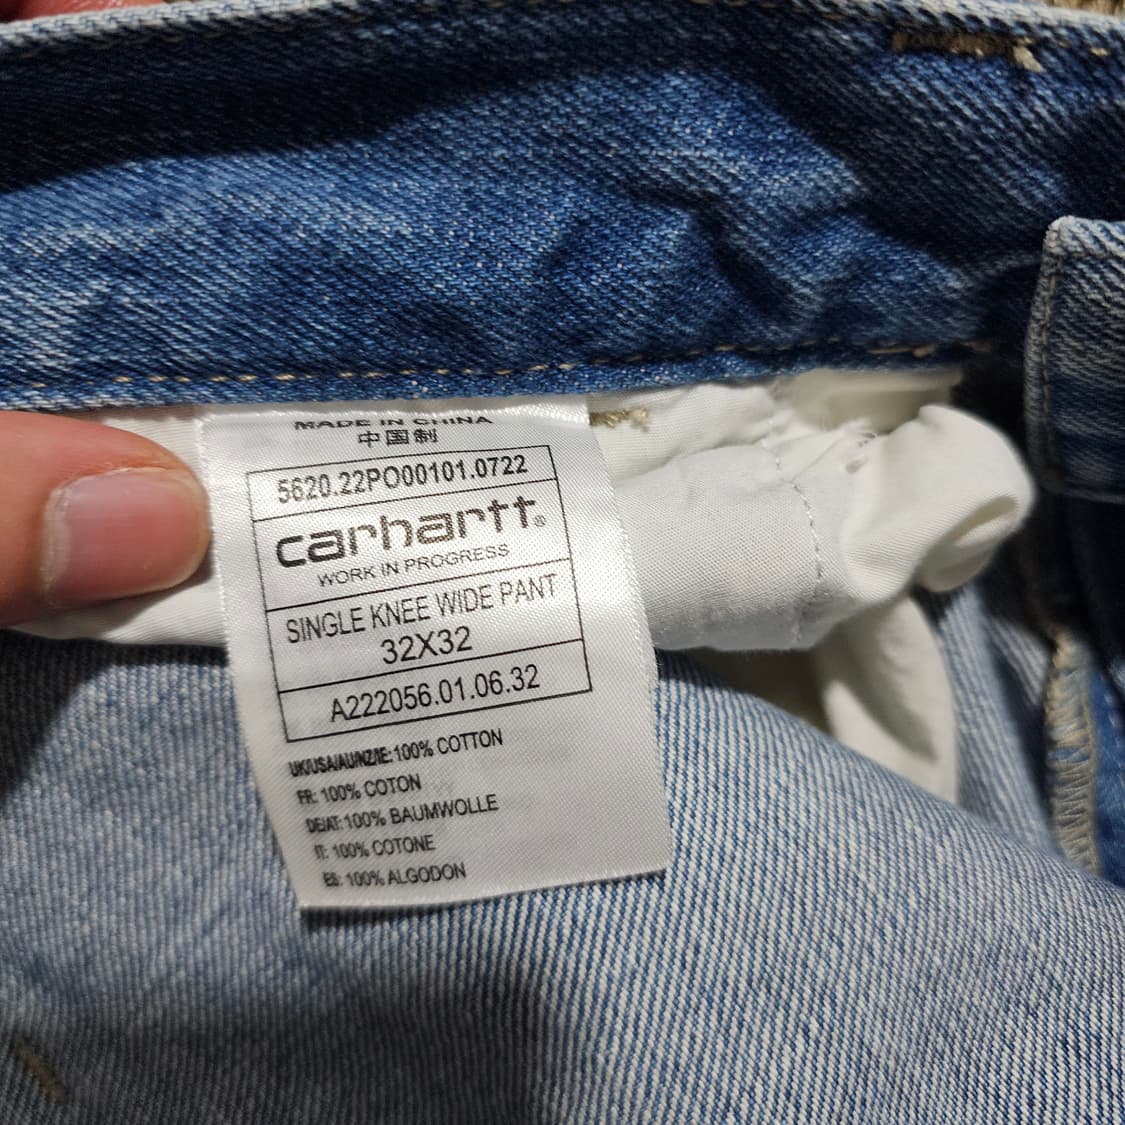 MADE IN CHINA
中国制
5620.22PO00101.0722
carhartt®
WORK IN PROGRESS
SINGLE KNEE WIDE PANT
32X32
A222056.01.06.32
UK/USA/AU/NZ/IE: 100% COTTON
FR: 100% COTON
DE/AT: 100% BAUMWOLLE
IT: 100% COTONE
ES: 100% ALGODON